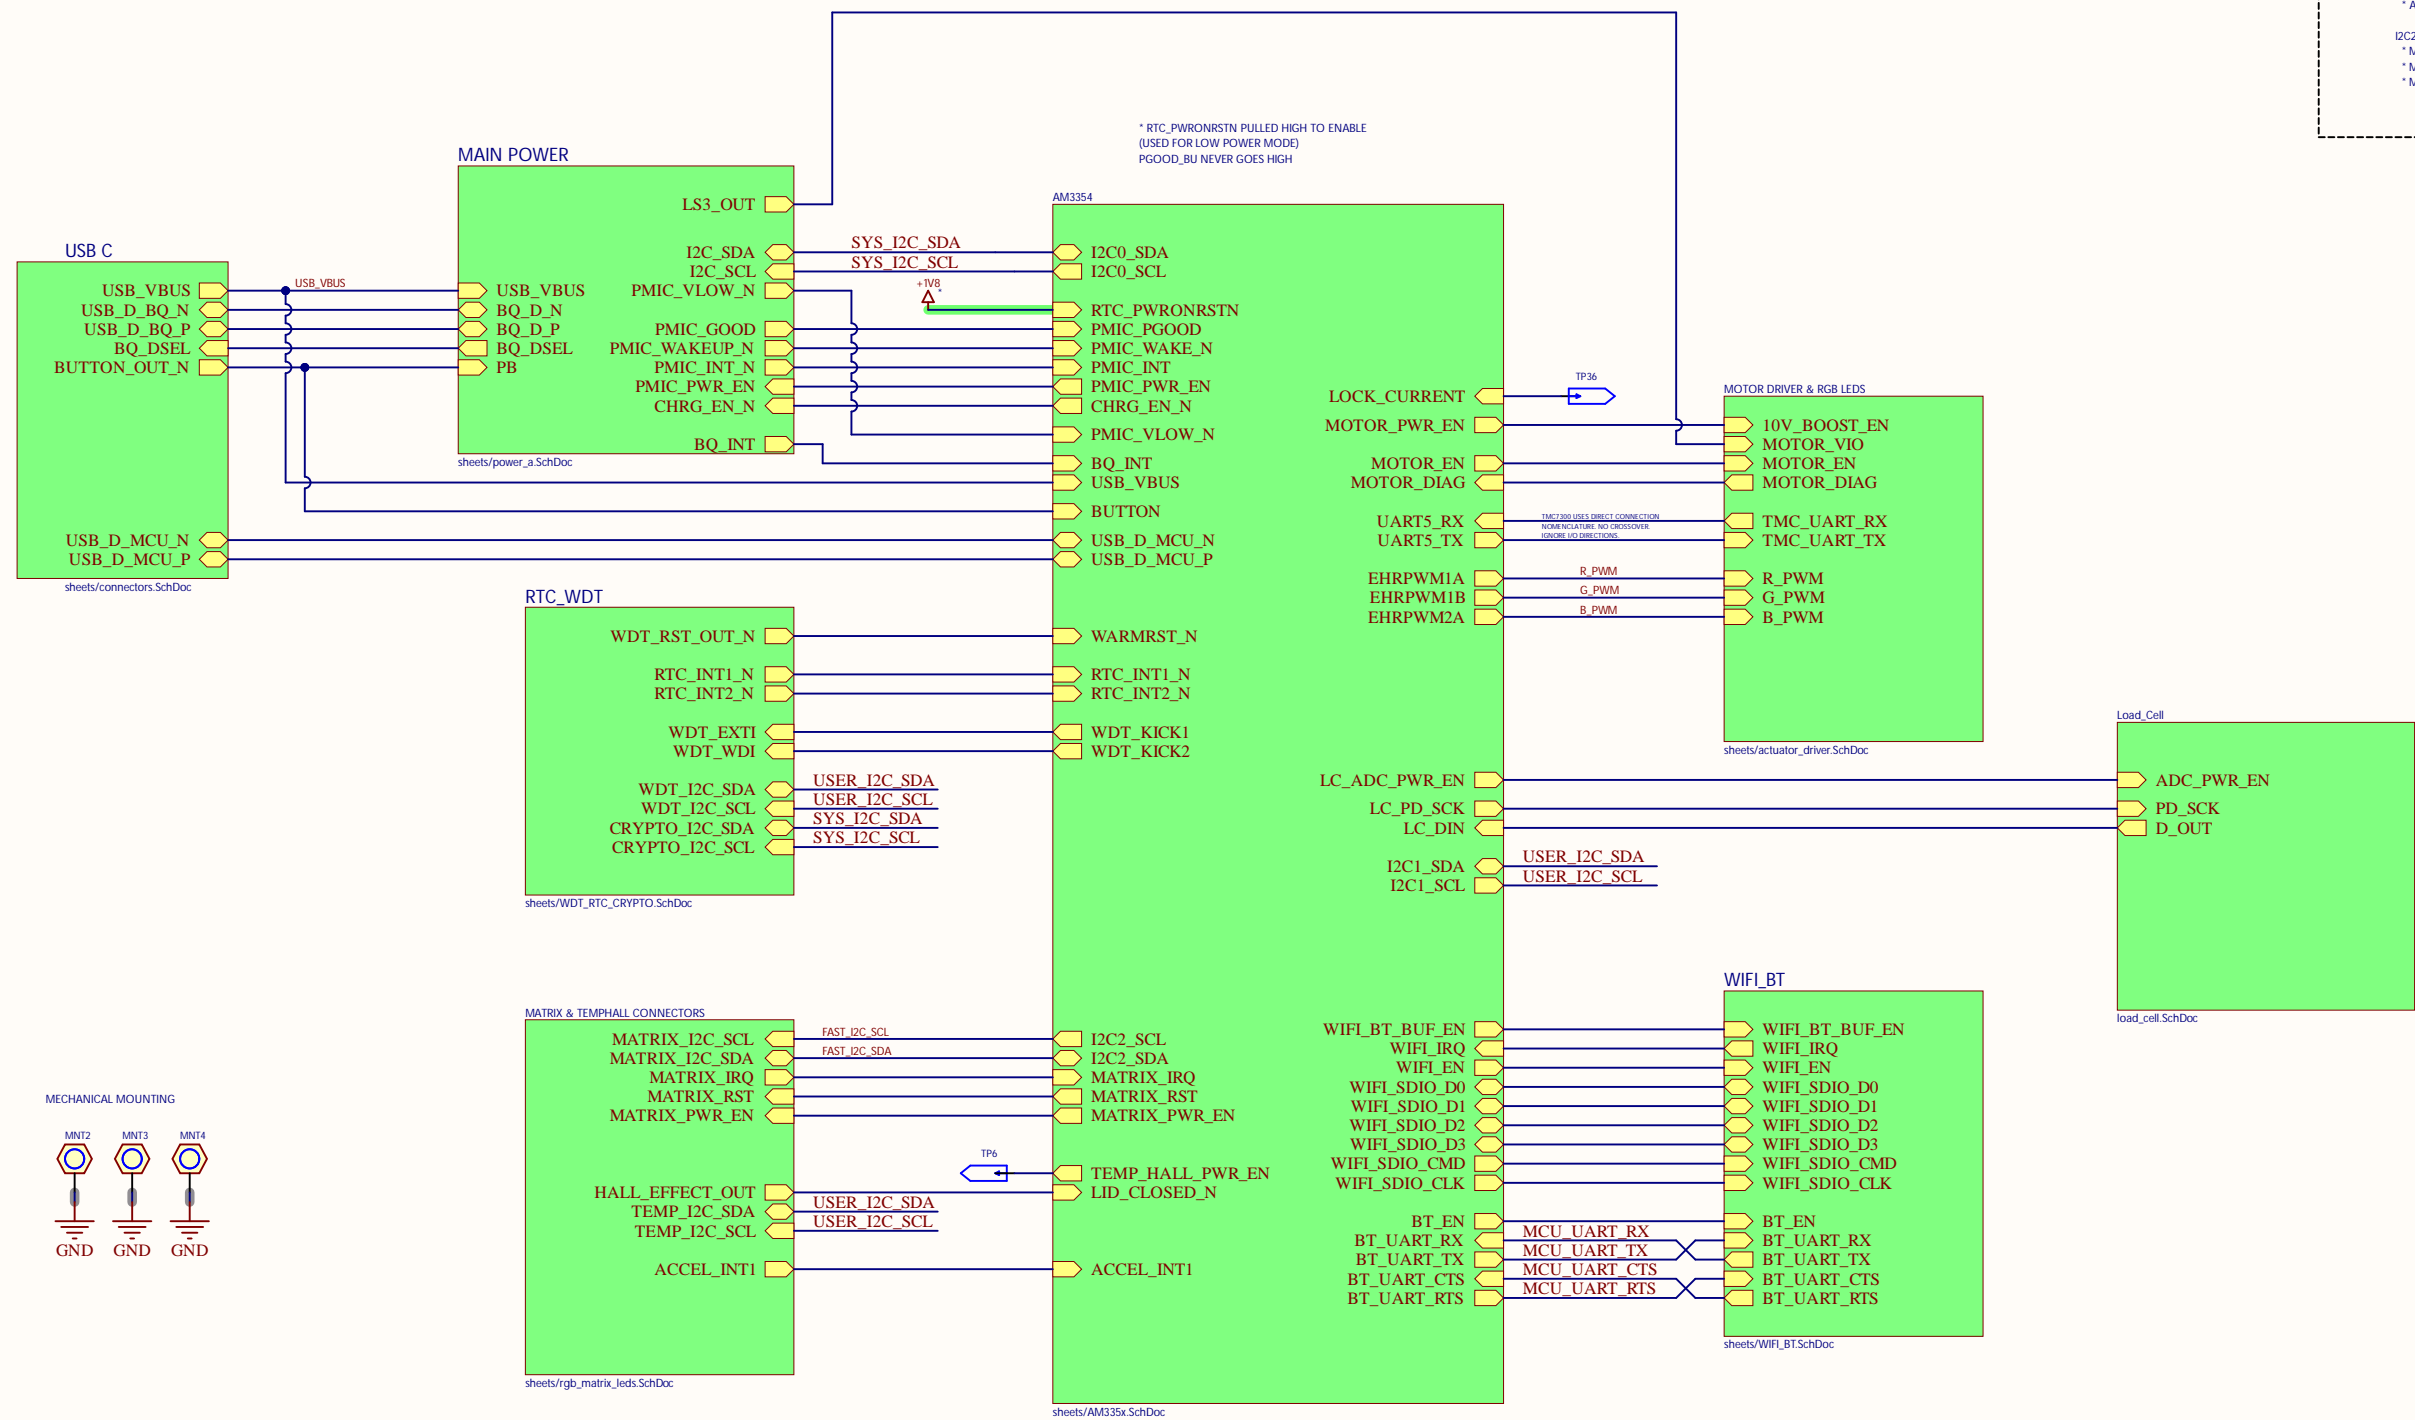 * A
I2C2
* M
* M
* M
* RTC_PWRONRSTN PULLED HIGH TO ENABLE
(USED FOR LOW POWER MODE)
PGOOD_BU NEVER GOES HIGH
USB C
USB_VBUS
USB_D_BQ_N
USB_D_BQ_P
BQ_DSEL
BUTTON_OUT_N
USB_D_MCU_N
USB_D_MCU_P
sheets/connectors.SchDoc
USB_VBUS
MAIN POWER
LS3_OUT
I2C_SDA
I2C_SCL
USB_VBUS
PMIC_VLOW_N
BQ_D_N
BQ_D_P
PMIC_GOOD
BQ_DSEL
PMIC_WAKEUP_N
PB
PMIC_INT_N
PMIC_PWR_EN
CHRG_EN_N
BQ_INT
sheets/power_a.SchDoc
SYS_I2C_SDA
SYS_I2C_SCL
+1V8
*
RTC_WDT
WDT_RST_OUT_N
RTC_INT1_N
RTC_INT2_N
WDT_EXTI
WDT_WDI
WDT_I2C_SDA
WDT_I2C_SCL
CRYPTO_I2C_SDA
CRYPTO_I2C_SCL
USER_I2C_SDA
USER_I2C_SCL
SYS_I2C_SDA
SYS_I2C_SCL
sheets/WDT_RTC_CRYPTO.SchDoc
MATRIX & TEMPHALL CONNECTORS
MATRIX_I2C_SCL
MATRIX_I2C_SDA
MATRIX_IRQ
MATRIX_RST
MATRIX_PWR_EN
HALL_EFFECT_OUT
TEMP_I2C_SDA
TEMP_I2C_SCL
ACCEL_INT1
FAST_I2C_SCL
FAST_I2C_SDA
TP6
USER_I2C_SDA
USER_I2C_SCL
sheets/rgb_matrix_leds.SchDoc
MECHANICAL MOUNTING
MNT2 MNT3 MNT4
GND GND GND
AM3354
I2C0_SDA
I2C0_SCL
RTC_PWRONRSTN
PMIC_PGOOD
PMIC_WAKE_N
PMIC_INT
PMIC_PWR_EN
CHRG_EN_N
PMIC_VLOW_N
BQ_INT
USB_VBUS
BUTTON
USB_D_MCU_N
USB_D_MCU_P
WARMRST_N
RTC_INT1_N
RTC_INT2_N
WDT_KICK1
WDT_KICK2
I2C2_SCL
I2C2_SDA
MATRIX_IRQ
MATRIX_RST
MATRIX_PWR_EN
TEMP_HALL_PWR_EN
LID_CLOSED_N
ACCEL_INT1
LOCK_CURRENT
MOTOR_PWR_EN
MOTOR_EN
MOTOR_DIAG
UART5_RX
UART5_TX
EHRPWM1A
EHRPWM1B
EHRPWM2A
LC_ADC_PWR_EN
LC_PD_SCK
LC_DIN
I2C1_SDA
I2C1_SCL
WIFI_BT_BUF_EN
WIFI_IRQ
WIFI_EN
WIFI_SDIO_D0
WIFI_SDIO_D1
WIFI_SDIO_D2
WIFI_SDIO_D3
WIFI_SDIO_CMD
WIFI_SDIO_CLK
BT_EN
BT_UART_RX
BT_UART_TX
BT_UART_CTS
BT_UART_RTS
sheets/AM335x.SchDoc
TP36
TMC7300 USES DIRECT CONNECTION
NOMENCLATURE. NO CROSSOVER.
IGNORE I/O DIRECTIONS.
R_PWM
G_PWM
B_PWM
USER_I2C_SDA
USER_I2C_SCL
MCU_UART_RX
MCU_UART_TX
MCU_UART_CTS
MCU_UART_RTS
MOTOR DRIVER & RGB LEDS
10V_BOOST_EN
MOTOR_VIO
MOTOR_EN
MOTOR_DIAG
TMC_UART_RX
TMC_UART_TX
R_PWM
G_PWM
B_PWM
sheets/actuator_driver.SchDoc
Load_Cell
ADC_PWR_EN
PD_SCK
D_OUT
load_cell.SchDoc
WIFI_BT
WIFI_BT_BUF_EN
WIFI_IRQ
WIFI_EN
WIFI_SDIO_D0
WIFI_SDIO_D1
WIFI_SDIO_D2
WIFI_SDIO_D3
WIFI_SDIO_CMD
WIFI_SDIO_CLK
BT_EN
BT_UART_RX
BT_UART_TX
BT_UART_CTS
BT_UART_RTS
sheets/WIFI_BT.SchDoc